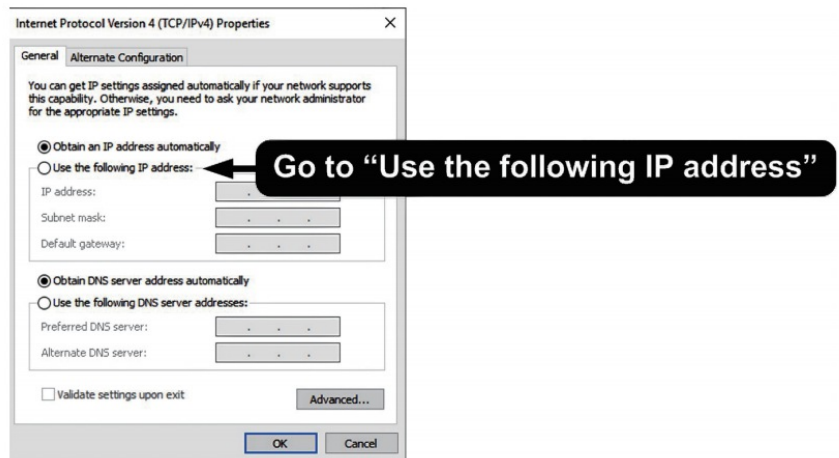 Internet Protocol Version 4 (TCP/IPv4) Properties
General Alternate Configuration
You can get IP settings assigned automatically if your network supports
this capability. Otherwise, you need to ask your network administrator
for the appropriate IP settings.
Obtain an IP address automatically
Use the following IP address:
Go to “Use the following IP address”
IP address:
Subnet mask:
Default gateway:
Obtain DNS server address automatically
Use the following DNS server addresses:
Preferred DNS server:
Alternate DNS server:
Validate settings upon exit
Advanced...
OK Cancel